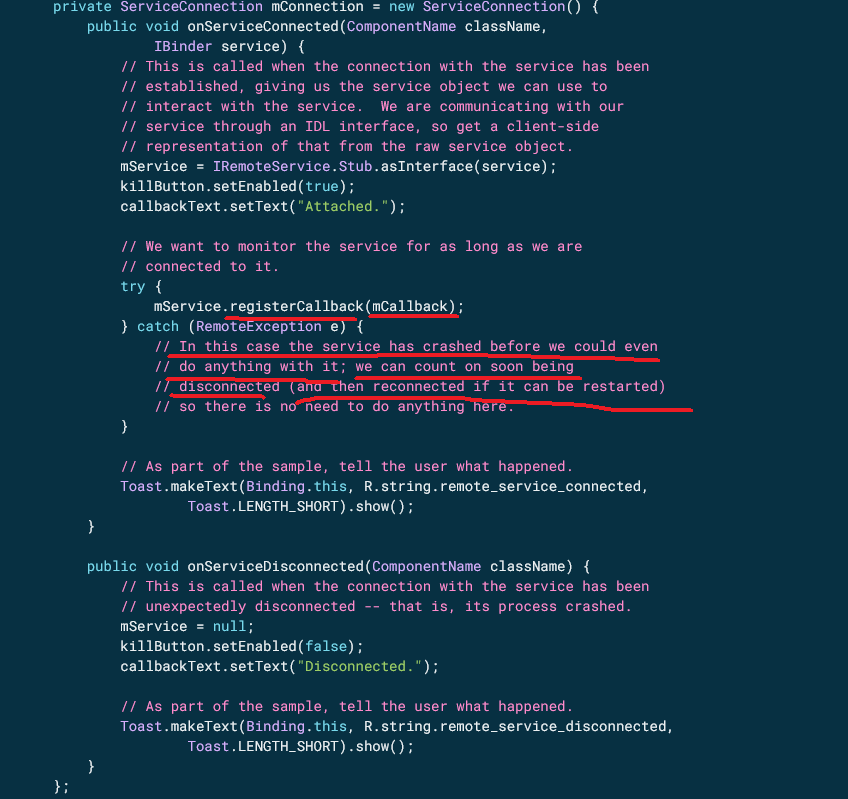 private ServiceConnection mConnection = new ServiceConnection() {
public void onServiceConnected(ComponentName className,
IBinder service) {
// This is called when the connection with the service has been
// established, giving us the service object we can use to
// interact with the service.  We are communicating with our
// service through an IDL interface, so get a client-side
// representation of that from the raw service object.
mService = IRemoteService.Stub.asInterface(service);
killButton.setEnabled(true);
callbackText.setText("Attached.");
// We want to monitor the service for as long as we are
// connected to it.
try {
mService.registerCallback(mCallback);
} catch (RemoteException e) {
// In this case the service has crashed before we could even
// do anything with it; we can count on soon being
// disconnected (and then reconnected if it can be restarted)
// so there is no need to do anything here.
}
// As part of the sample, tell the user what happened.
Toast.makeText(Binding.this, R.string.remote_service_connected,
Toast.LENGTH_SHORT).show();
}
public void onServiceDisconnected(ComponentName className) {
// This is called when the connection with the service has been
// unexpectedly disconnected -- that is, its process crashed.
mService = null;
killButton.setEnabled(false);
callbackText.setText("Disconnected.");
// As part of the sample, tell the user what happened.
Toast.makeText(Binding.this, R.string.remote_service_disconnected,
Toast.LENGTH_SHORT).show();
}
};